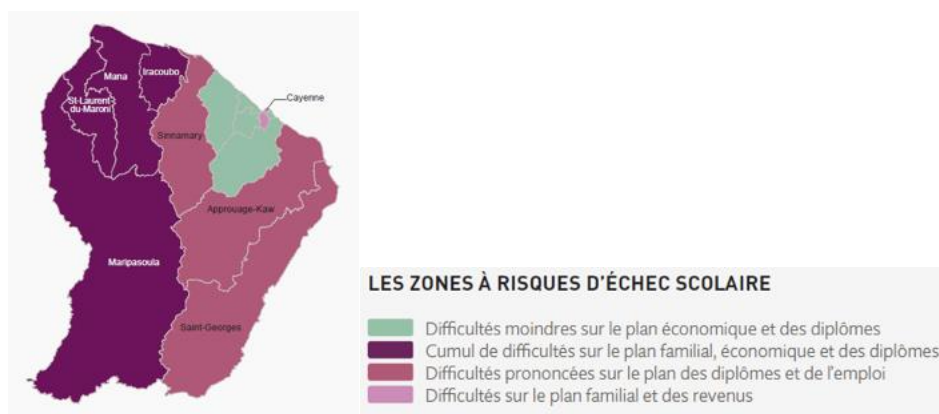 Mana
Iracoubo
St-Laurent-
du-Maroni
Cayenne
Sinnamary
Approuage-Kaw
Maripasoula
Saint-Georges
LES ZONES À RISQUES D'ÉCHEC SCOLAIRE
Difficultés moindres sur le plan économique et des diplômes
Cumul de difficultés sur le plan familial, économique et des diplômes
Difficultés prononcées sur le plan des diplômes et de l'emploi
Difficultés sur le plan familial et des revenus